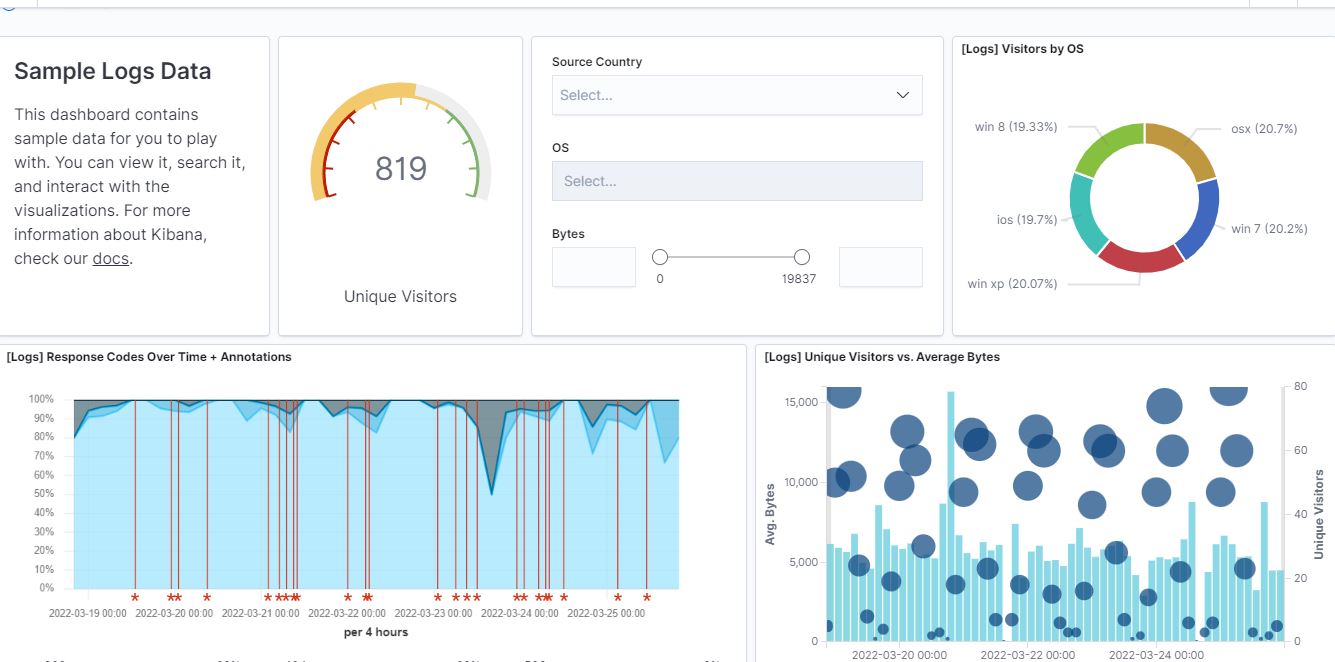 Sample Logs Data
This dashboard contains
sample data for you to play
with. You can view it, search it,
and interact with the
visualizations. For more
information about Kibana,
check our docs.
819
Unique Visitors
Source Country
Select...
OS
Select...
Bytes
0
19837
[Logs] Visitors by OS
win 8 (19.33%)
osx (20.7%)
ios (19.7%)
win 7 (20.2%)
win xp (20.07%)
[Logs] Response Codes Over Time + Annotations
100%
90%
80%
70%
60%
50%
40%
30%
20%
10%
0%
2022-03-19 00:00
2022-03-20 00:00
2022-03-21 00:00
2022-03-22 00:00
2022-03-23 00:00
2022-03-24 00:00
2022-03-25 00:00
per 4 hours
[Logs] Unique Visitors vs. Average Bytes
15,000
10,000
5,000
0
Avg. Bytes
80
60
40
20
0
Unique Visitors
2022-03-20 00:00
2022-03-22 00:00
2022-03-24 00:00